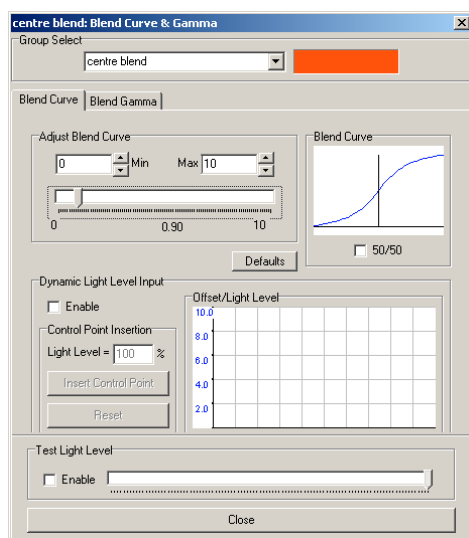 centre blend: Blend Curve & Gamma
Group Select
centre blend
Blend Curve Blend Gamma
Adjust Blend Curve
0 Min Max 10
0 0.90 10
Defaults
Blend Curve
50/50
Dynamic Light Level Input
Enable
Control Point Insertion
Light Level = 100 %
Insert Control Point
Reset
Offset/Light Level
10.0
8.0
6.0
4.0
2.0
Test Light Level
Enable
Close